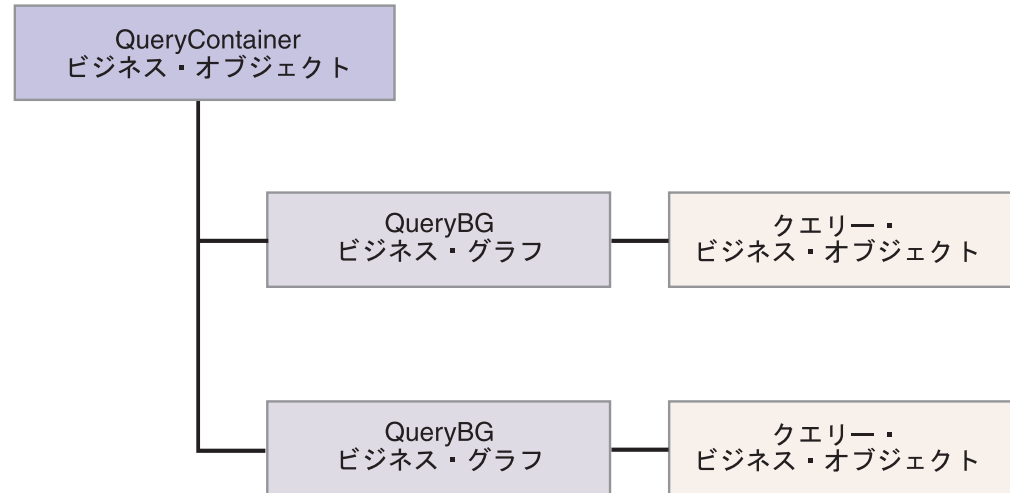 QueryContainer
ビジネス・オブジェクト
QueryBG
ビジネス・グラフ
クエリー・
ビジネス・オブジェクト
QueryBG
ビジネス・グラフ
クエリー・
ビジネス・オブジェクト